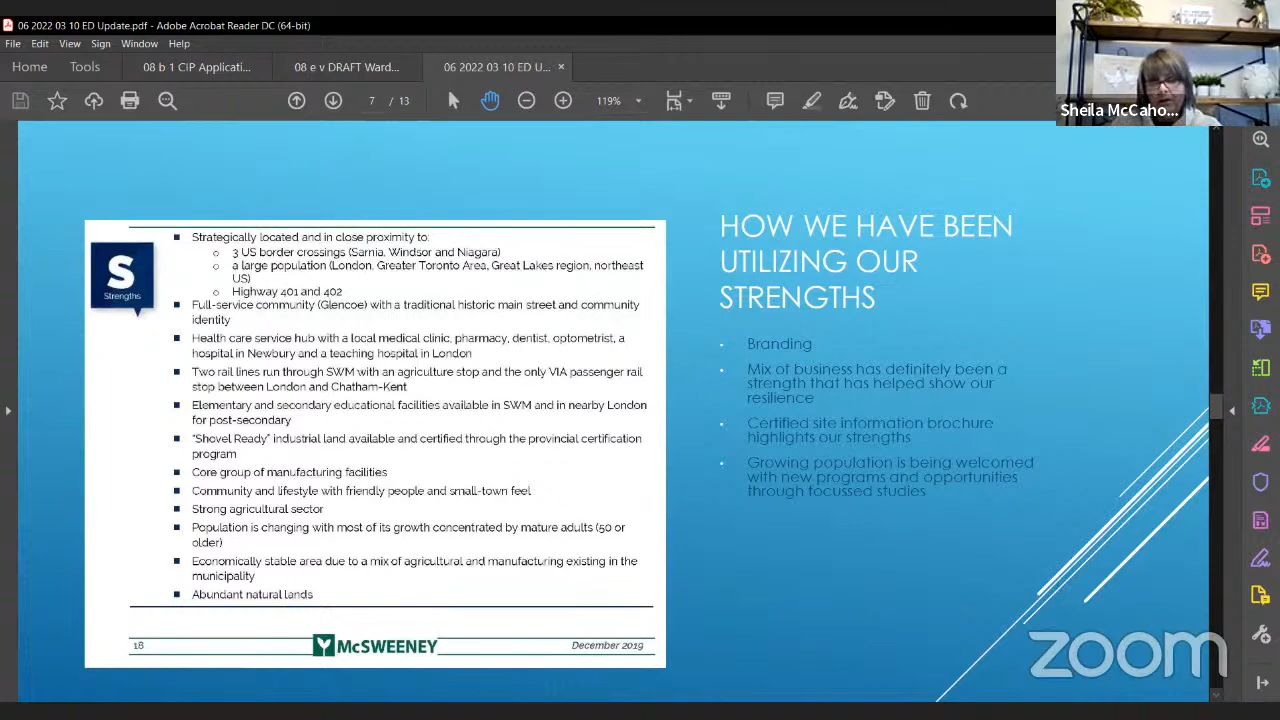 06 2022 03 10 ED Update.pdf - Adobe Acrobat Reader DC (64-bit)
File Edit View Sign Window Help
Home Tools 08 b 1 CIP Applicati... 08 e v DRAFT Ward... 06 2022 03 10 ED U... ×
7 / 13 119%
Sheila McCaho...
S
Strengths
■ Strategically located and in close proximity to:
o 3 US border crossings (Sarnia, Windsor and Niagara)
o a large population (London, Greater Toronto Area, Great Lakes region, northeast
US)
o Highway 401 and 402
■ Full-service community (Glencoe) with a traditional historic main street and community
identity
■ Health care service hub with a local medical clinic, pharmacy, dentist, optometrist, a
hospital in Newbury and a teaching hospital in London
■ Two rail lines run through SWM with an agriculture stop and the only VIA passenger rail
stop between London and Chatham-Kent
■ Elementary and secondary educational facilities available in SWM and in nearby London
for post-secondary
■ "Shovel Ready" industrial land available and certified through the provincial certification
program
■ Core group of manufacturing facilities
■ Community and lifestyle with friendly people and small-town feel
■ Strong agricultural sector
■ Population is changing with most of its growth concentrated by mature adults (50 or
older)
■ Economically stable area due to a mix of agricultural and manufacturing existing in the
municipality
■ Abundant natural lands
18 McSWEENEY December 2019
HOW WE HAVE BEEN
UTILIZING OUR
STRENGTHS
• Branding
• Mix of business has definitely been a
strength that has helped show our
resilience
• Certified site information brochure
highlights our strengths
• Growing population is being welcomed
with new programs and opportunities
through focussed studies
zoom